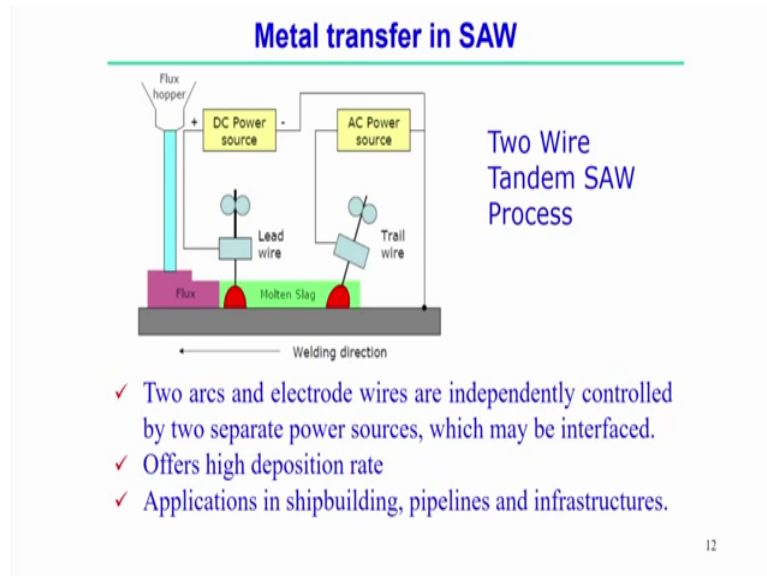 Metal transfer in SAW
Flux
hopper
+
DC Power
source
-
AC Power
source
Two Wire
Tandem SAW
Process
Lead
wire
Trail
wire
Flux
Molten Slag
Welding direction
✓ Two arcs and electrode wires are independently controlled
by two separate power sources, which may be interfaced.
✓ Offers high deposition rate
✓ Applications in shipbuilding, pipelines and infrastructures.
12